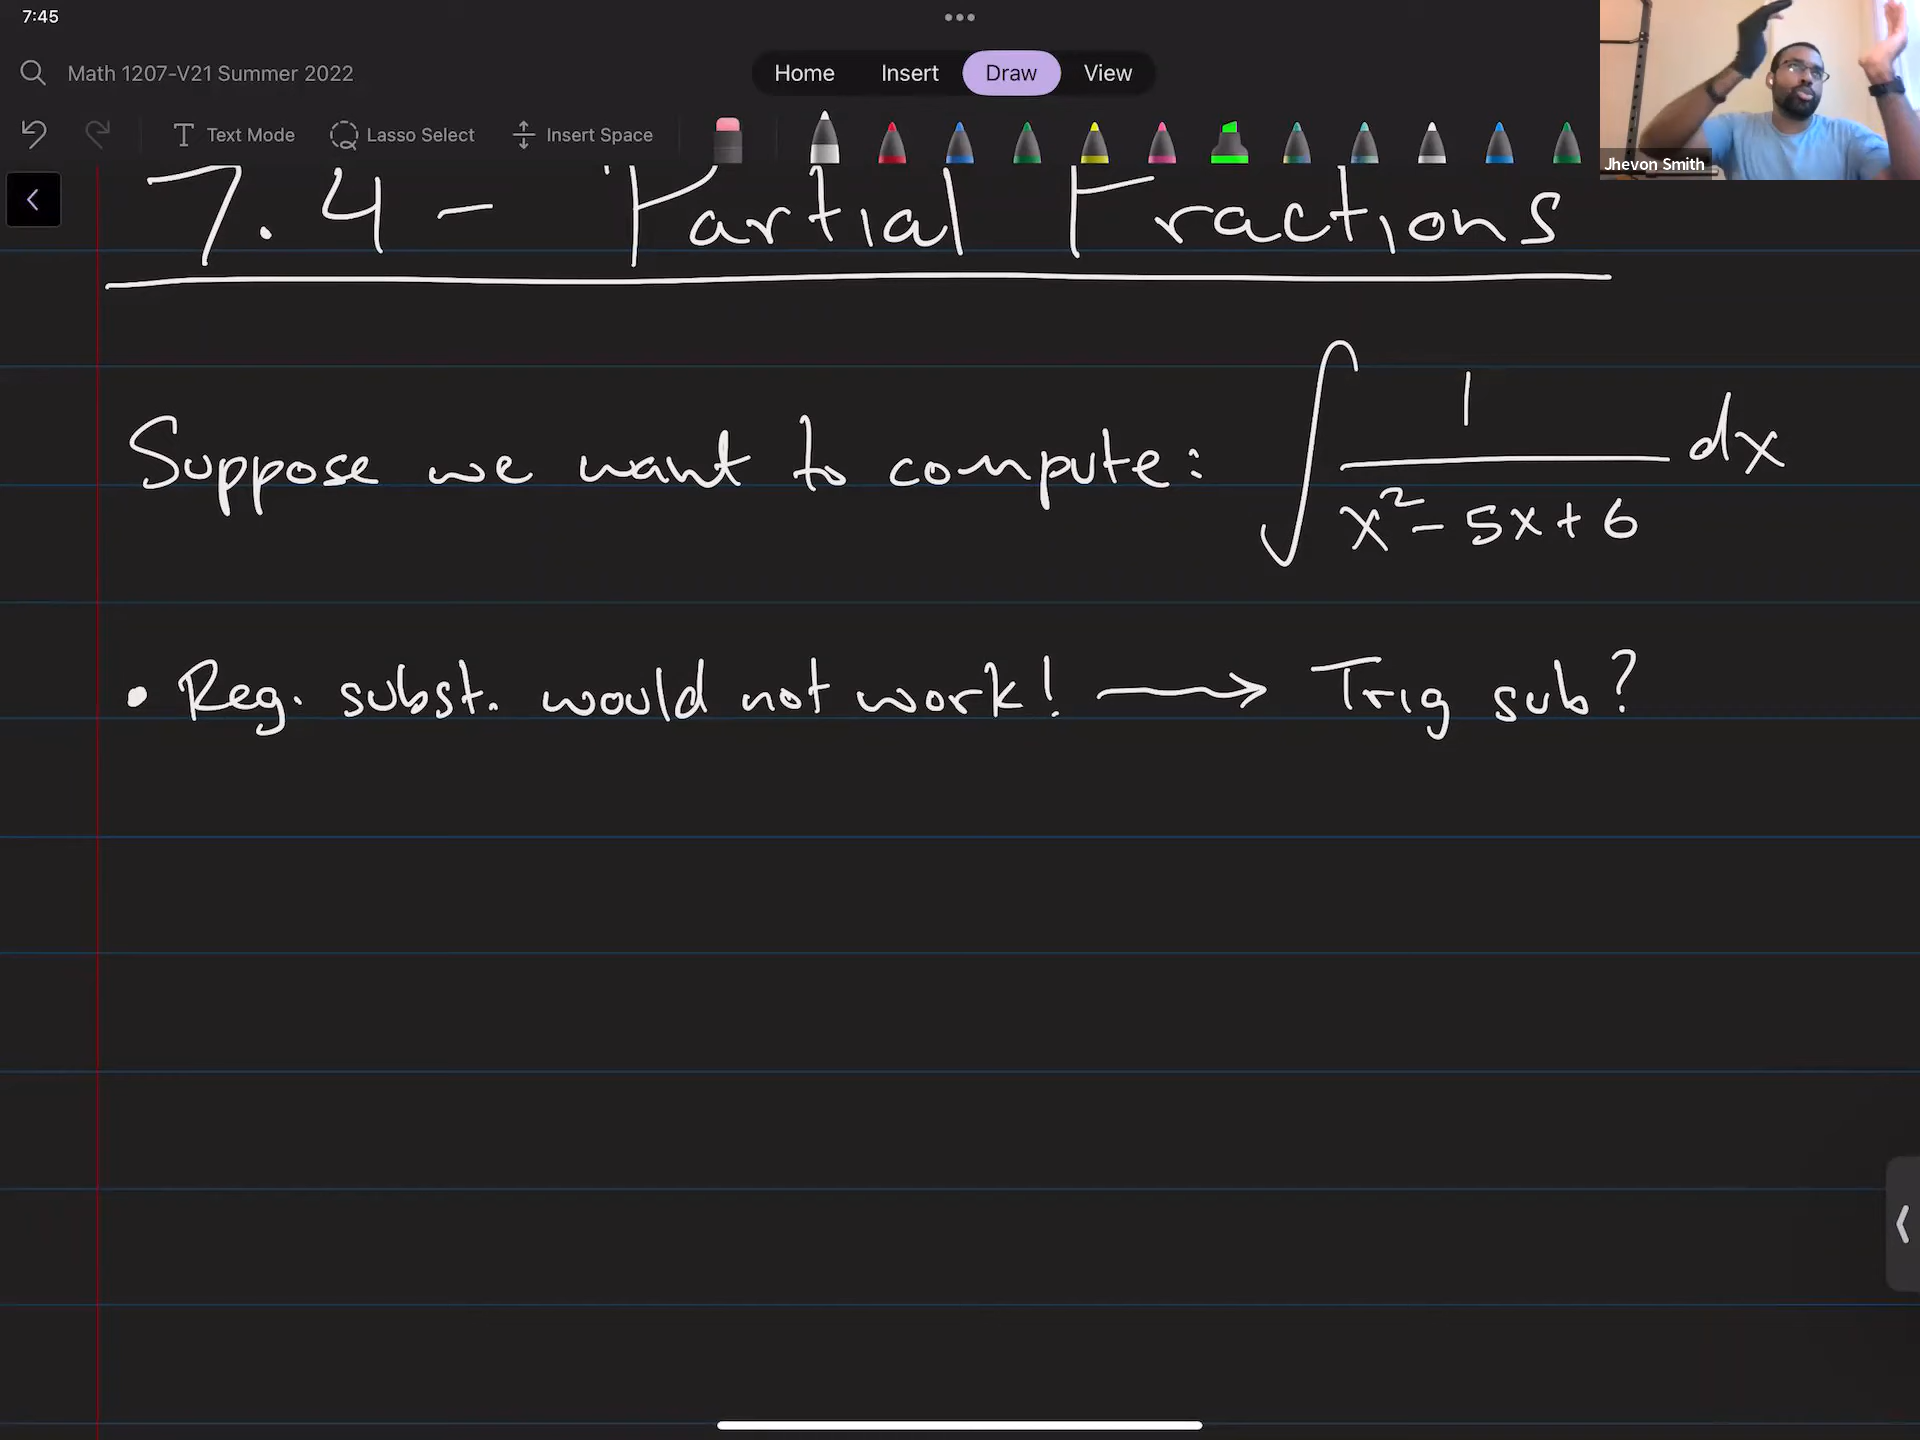 7:45
Math 1207-V21 Summer 2022
Home Insert Draw View
Text Mode Lasso Select Insert Space
Jhevon Smith
7.4 - Partial Fractions
Suppose we want to compute: ∫ 1/(x² - 5x + 6) dx
• Reg. subst. would not work! → Trig sub?